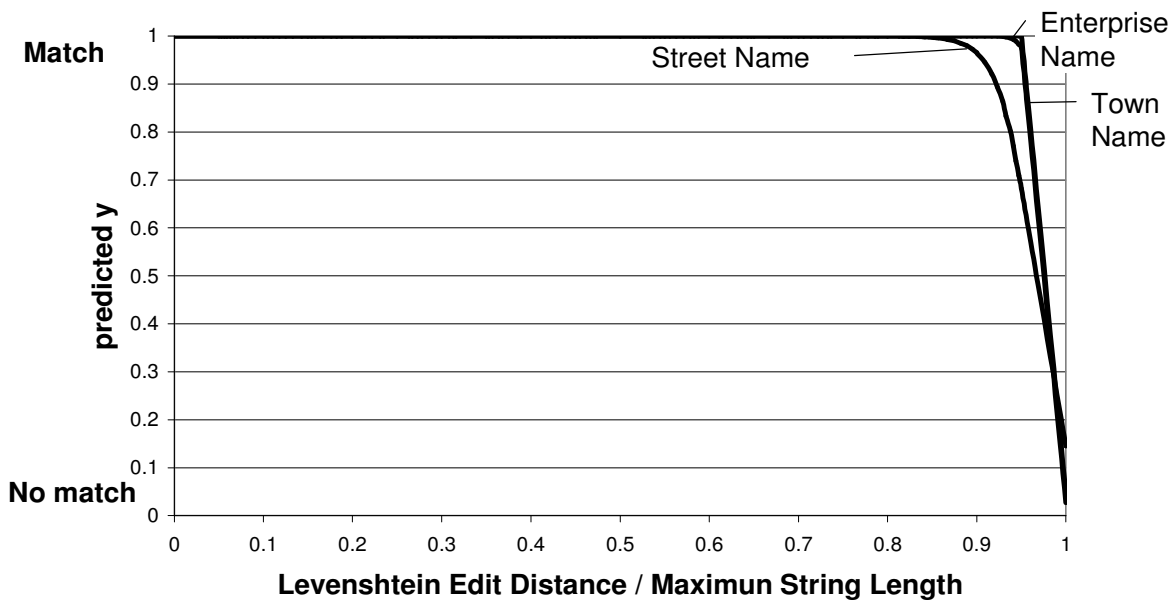 Match
No match
predicted y
1
0.9
0.8
0.7
0.6
0.5
0.4
0.3
0.2
0.1
0
Street Name
Enterprise
Name
Town
Name
0 0.1 0.2 0.3 0.4 0.5 0.6 0.7 0.8 0.9 1
Levenshtein Edit Distance / Maximun String Length